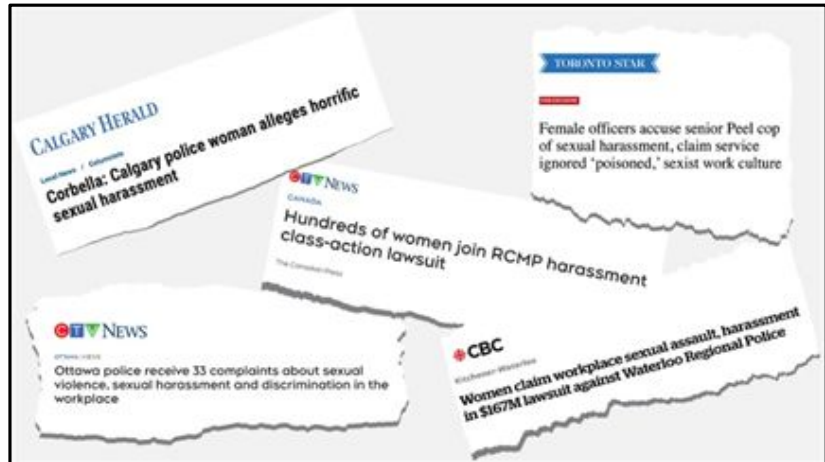 CALGARY HERALD
Local News / Columnists
Corbella: Calgary police woman alleges horrific
sexual harassment
TORONTO STAR
Female officers accuse senior Peel cop
of sexual harassment, claim service
ignored ‘poisoned,’ sexist work culture
CTV NEWS
CANADA
Hundreds of women join RCMP harassment
class-action lawsuit
The Canadian Press
CTV NEWS
OTTAWA | NEWS
Ottawa police receive 33 complaints about sexual
violence, sexual harassment and discrimination in the
workplace
CBC
Kitchener-Waterloo
Women claim workplace sexual assault, harassment
in $167M lawsuit against Waterloo Regional Police